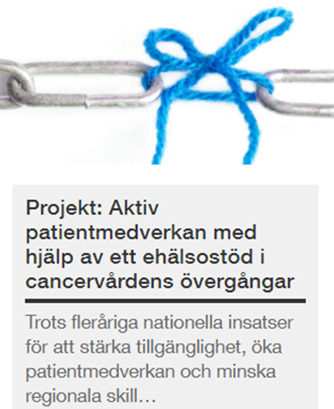 Projekt: Aktiv
patientmedverkan med
hjälp av ett ehälsostöd i
cancervårdens övergångar
Trots fleråriga nationella insatser
för att stärka tillgänglighet, öka
patientmedverkan och minska
regionala skill…